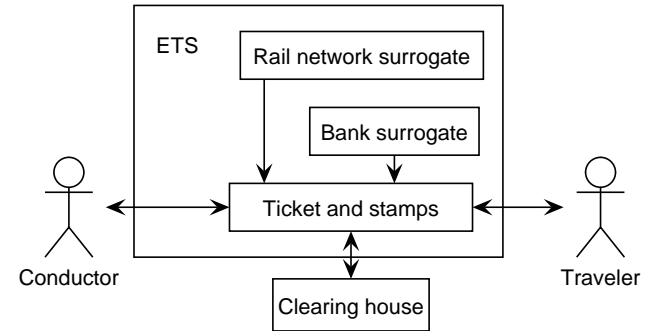 ETS
Rail network surrogate
Bank surrogate
Ticket and stamps
Conductor
Traveler
Clearing house